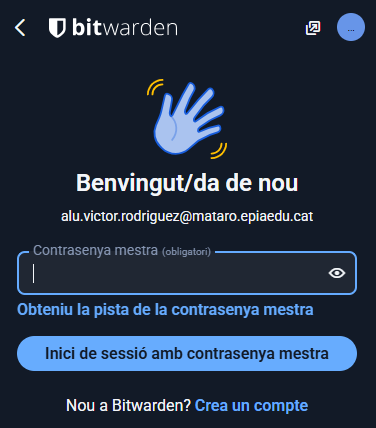 bitwarden
...
Benvingut/da de nou
alu.victor.rodriguez@mataro.epiaedu.cat
Contrasenya mestra (obligatori)
Obteniu la pista de la contrasenya mestra
Inici de sessió amb contrasenya mestra
Nou a Bitwarden? Crea un compte